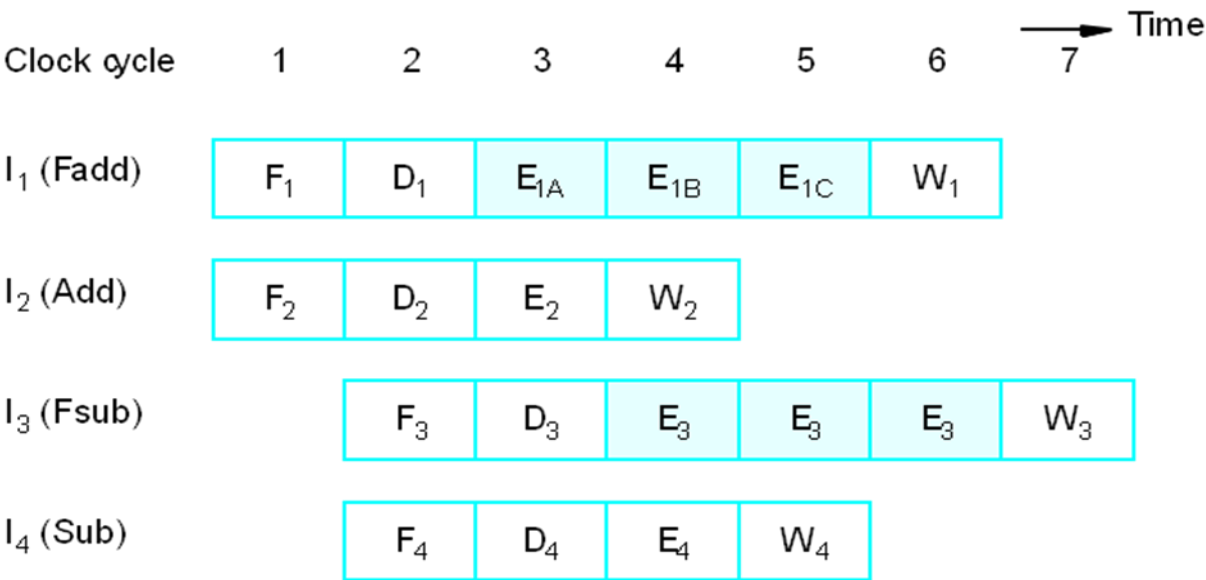 Time
Clock cycle 1 2 3 4 5 6 7
I₁ (Fadd) F₁ D₁ E₁A E₁B E₁C W₁
I₂ (Add) F₂ D₂ E₂ W₂
I₃ (Fsub) F₃ D₃ E₃ E₃ E₃ W₃
I₄ (Sub) F₄ D₄ E₄ W₄